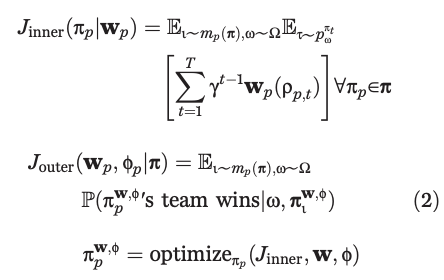 J_inner(π_p|𝐰_p) = 𝔼_{ι∼m_p(𝛑),ω∼Ω}𝔼_{τ∼p_ω^{π_ι}}
[∑_{t=1}^{T} γ^{t−1}𝐰_p(ρ_{p,t})] ∀π_p∈𝛑
J_outer(𝐰_p, ϕ_p|𝛑) = 𝔼_{ι∼m_p(𝛑),ω∼Ω}
ℙ(π_p^{𝐰,ϕ}'s team wins|ω, 𝛑_ι^{𝐰,ϕ}) (2)
π_p^{𝐰,ϕ} = optimize_{π_p}(J_inner, 𝐰, ϕ)